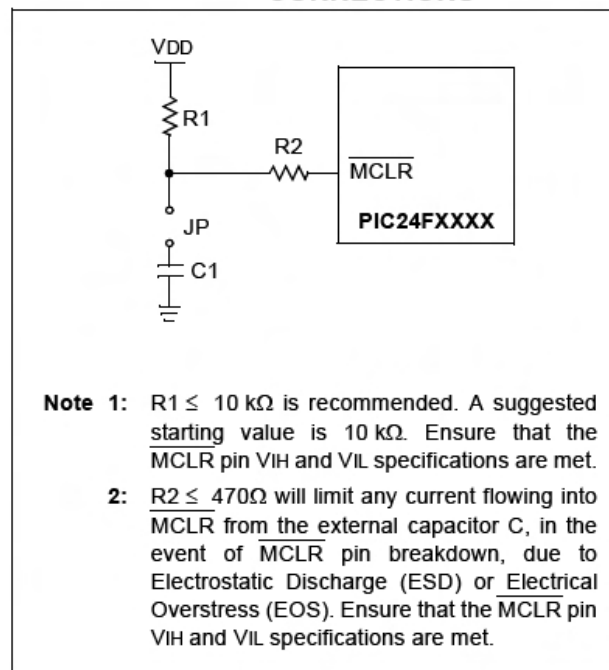 VDD
R1
R2
MCLR
JP
PIC24FXXXX
C1
Note 1: R1 ≤ 10 kΩ is recommended. A suggested
starting value is 10 kΩ. Ensure that the
MCLR pin VIH and VIL specifications are met.
2: R2 ≤ 470Ω will limit any current flowing into
MCLR from the external capacitor C, in the
event of MCLR pin breakdown, due to
Electrostatic Discharge (ESD) or Electrical
Overstress (EOS). Ensure that the MCLR pin
VIH and VIL specifications are met.